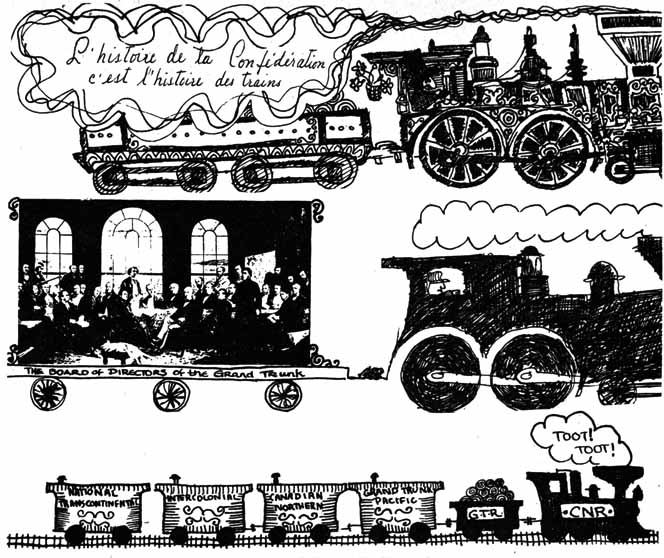 L'histoire de la Confédération
c'est l'histoire des trains
THE BOARD of DIRECTORS of the Grand Trunk
TOOT!
TOOT!
NATIONAL
TRANSCONTINENTAL
INTERCOLONIAL
CANADIAN
NORTHERN
GRAND TRUNK
PACIFIC
GTR
CNR